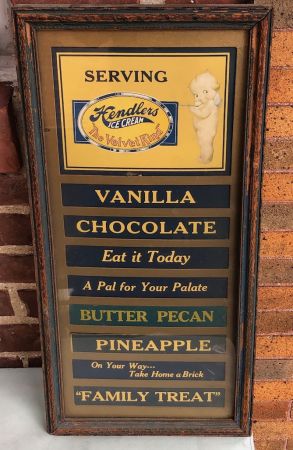 SERVING
Hendlers
ICE CREAM
"The Velvet Kind"
VANILLA
CHOCOLATE
Eat it Today
A Pal for Your Palate
BUTTER PECAN
PINEAPPLE
On Your Way...
Take Home a Brick
"FAMILY TREAT"